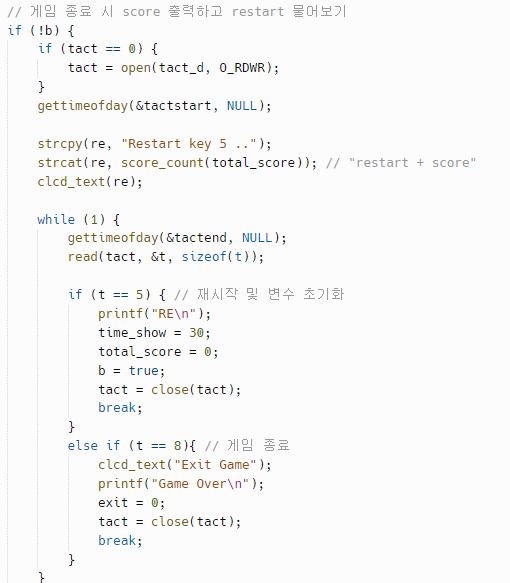 // 게임 종료 시 score 출력하고 restart 물어보기
if (!b) {
    if (tact == 0) {
        tact = open(tact_d, O_RDWR);
    }
    gettimeofday(&tactstart, NULL);

    strcpy(re, "Restart key 5 ..");
    strcat(re, score_count(total_score)); // "restart + score"
    clcd_text(re);

    while (1) {
        gettimeofday(&tactend, NULL);
        read(tact, &t, sizeof(t));

        if (t == 5) { // 재시작 및 변수 초기화
            printf("RE\n");
            time_show = 30;
            total_score = 0;
            b = true;
            tact = close(tact);
            break;
        }
        else if (t == 8){ // 게임 종료
            clcd_text("Exit Game");
            printf("Game Over\n");
            exit = 0;
            tact = close(tact);
            break;
        }
    }